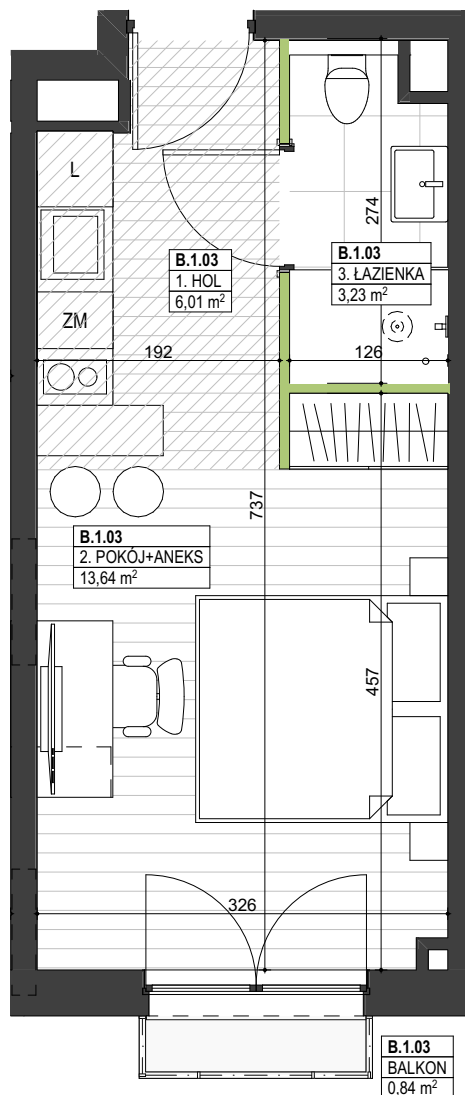 L
274
B.1.03
1. HOL
6,01 m²
B.1.03
3. ŁAZIENKA
3,23 m²
ZM
192
126
737
B.1.03
2. POKÓJ+ANEKS
13,64 m²
457
326
B.1.03
BALKON
0,84 m²